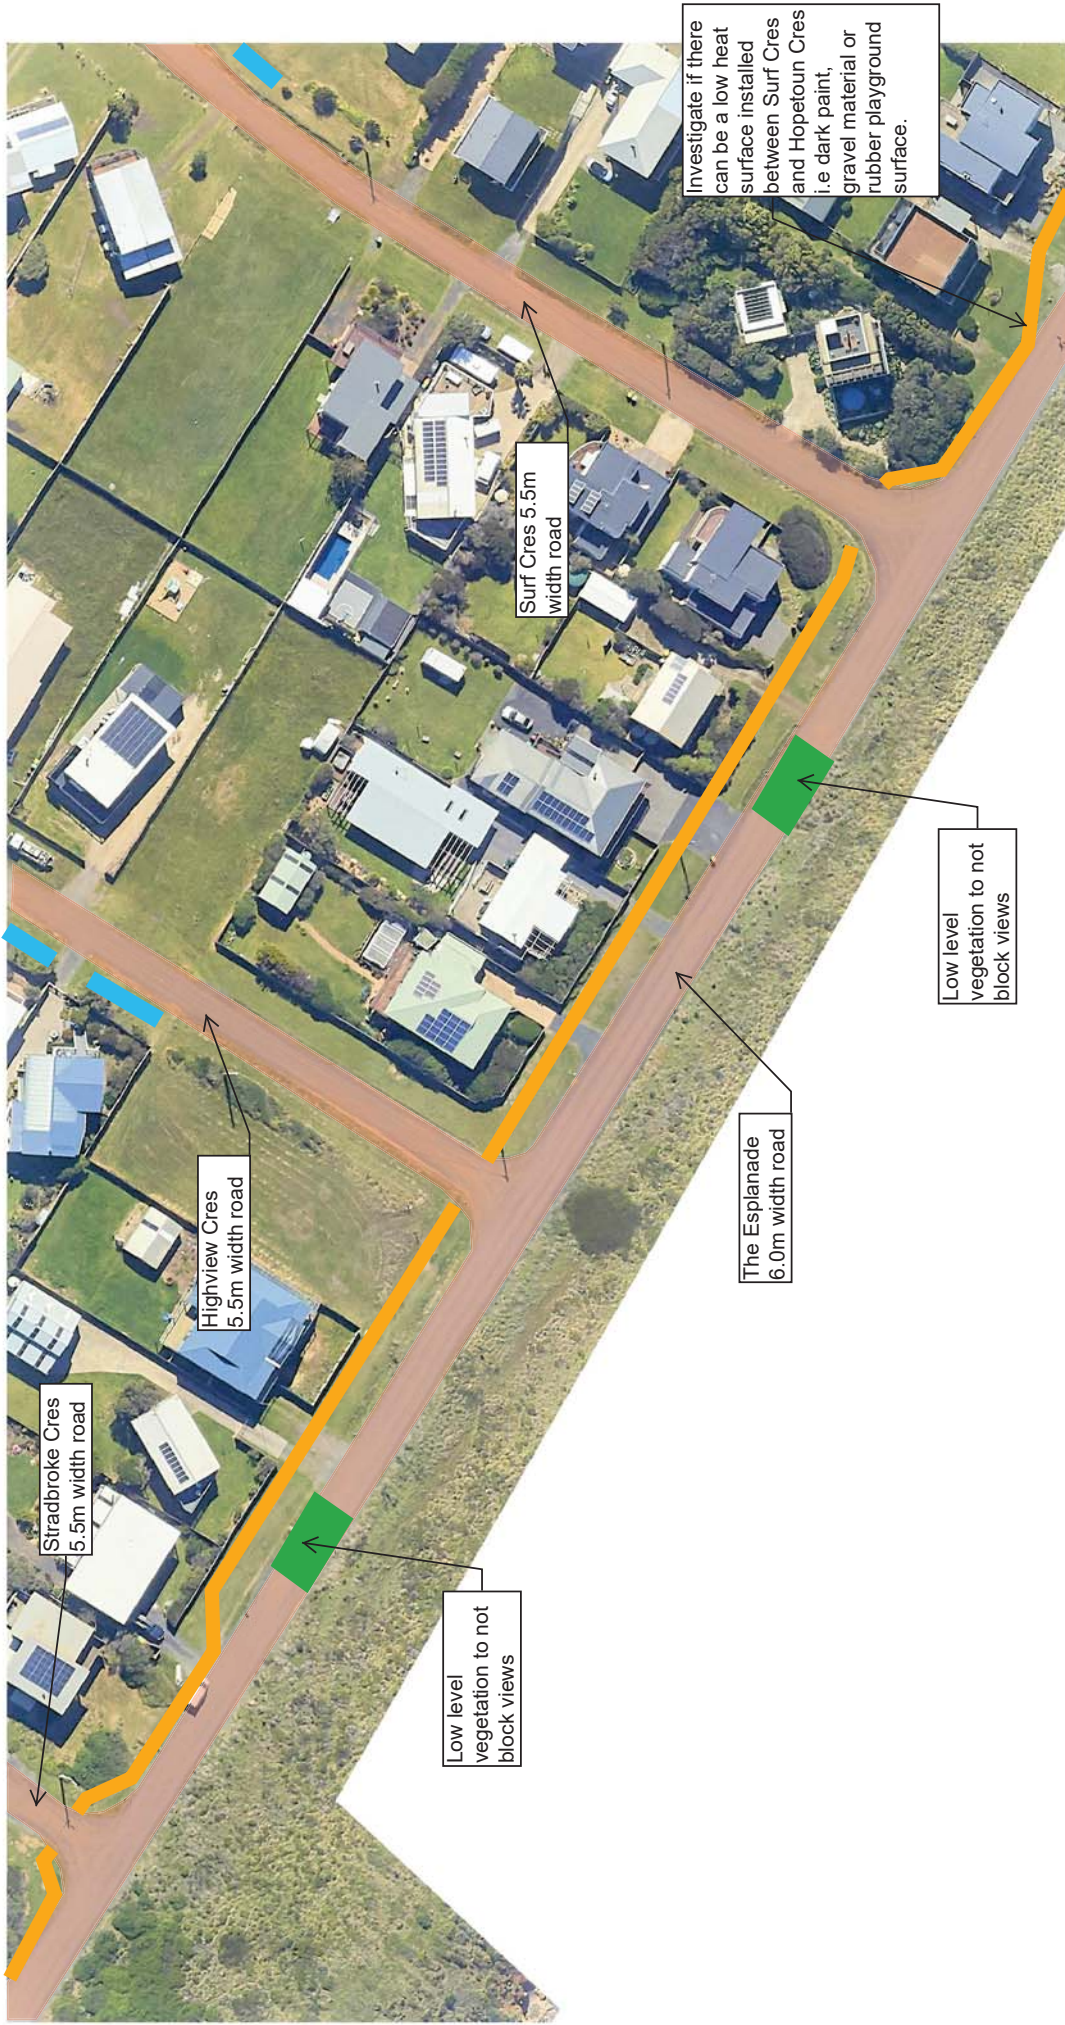 Stradbroke Cres
5.5m width road
Highview Cres
5.5m width road
Low level
vegetation to not
block views
Surf Cres 5.5m
width road
The Esplanade
6.0m width road
Low level
vegetation to not
block views
Investigate if there
can be a low heat
surface installed
between Surf Cres
and Hopetoun Cres
i.e dark paint,
gravel material or
rubber playground
surface.